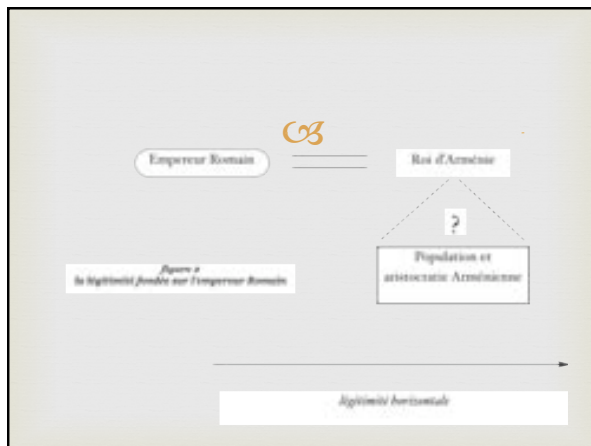 Empereur Romain
Roi d'Arménie
?
Population et
aristocratie Arménienne
figure
la légitimité fondée sur l'empereur Romain
légitimité horizontale